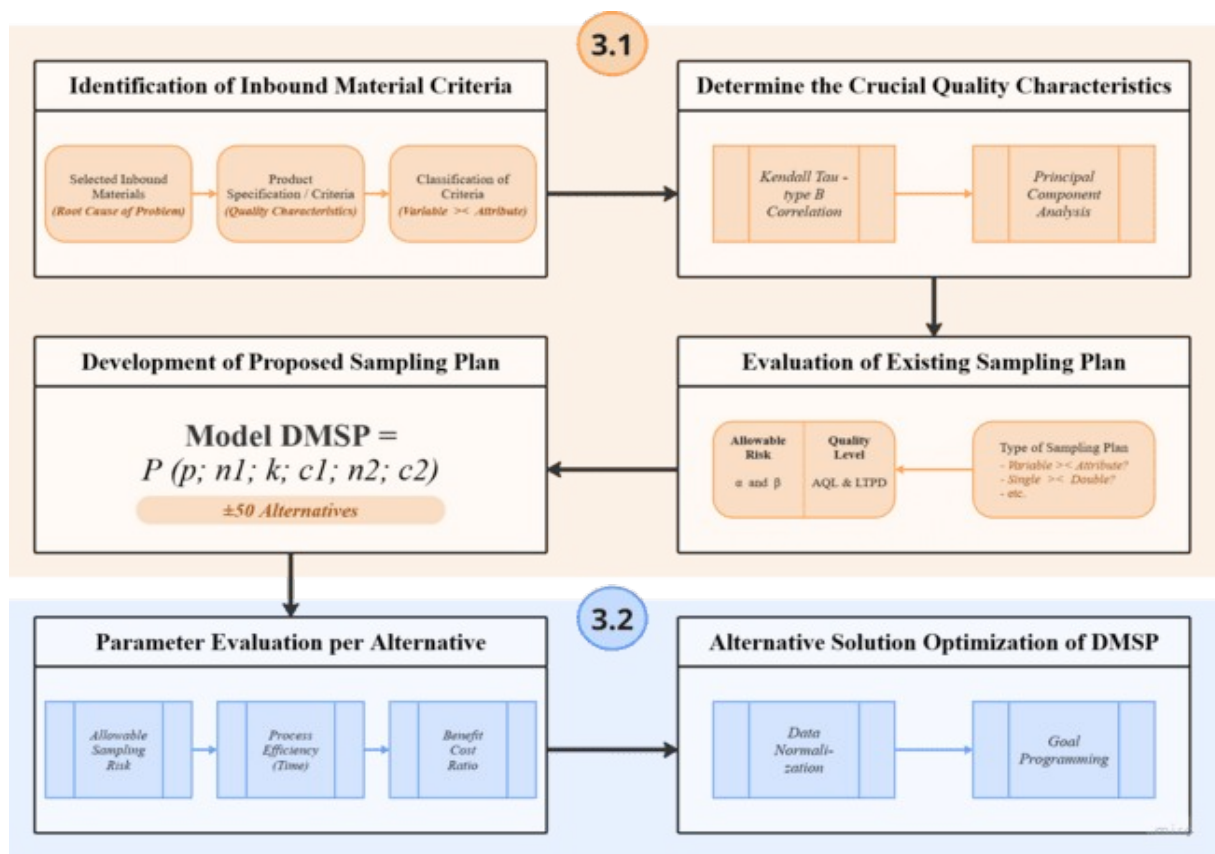 3.1
Identification of Inbound Material Criteria
Selected Inbound
Materials
(Root Cause of Problem)
Product
Specification / Criteria
(Quality Characteristics)
Classification of
Criteria
(Variable >< Attribute)
Determine the Crucial Quality Characteristics
Kendall Tau -
type B
Correlation
Principal
Component
Analysis
Development of Proposed Sampling Plan
Model DMSP =
P (p; n1; k; c1; n2; c2)
±50 Alternatives
Evaluation of Existing Sampling Plan
Allowable
Risk
α and β
Quality
Level
AQL & LTPD
Type of Sampling Plan
- Variable >< Attribute?
- Single >< Double?
- etc.
3.2
Parameter Evaluation per Alternative
Allowable
Sampling
Risk
Process
Efficiency
(Time)
Benefit
Cost
Ratio
Alternative Solution Optimization of DMSP
Data
Normali-
zation
Goal
Programming
miro